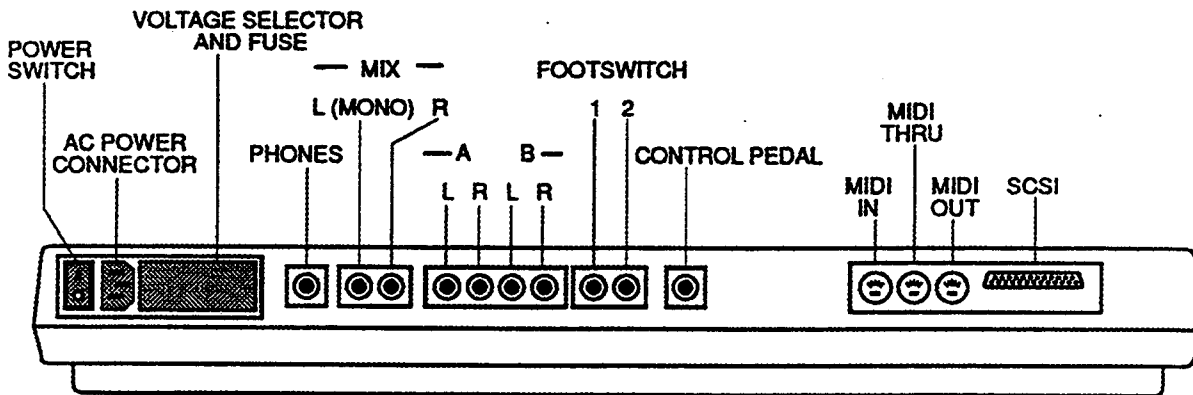 VOLTAGE SELECTOR
AND FUSE
POWER
SWITCH
— MIX —
FOOTSWITCH
L (MONO) R
1 2
MIDI
THRU
AC POWER
CONNECTOR
PHONES
— A B —
CONTROL PEDAL
L R L R
MIDI
IN
MIDI
OUT
SCSI